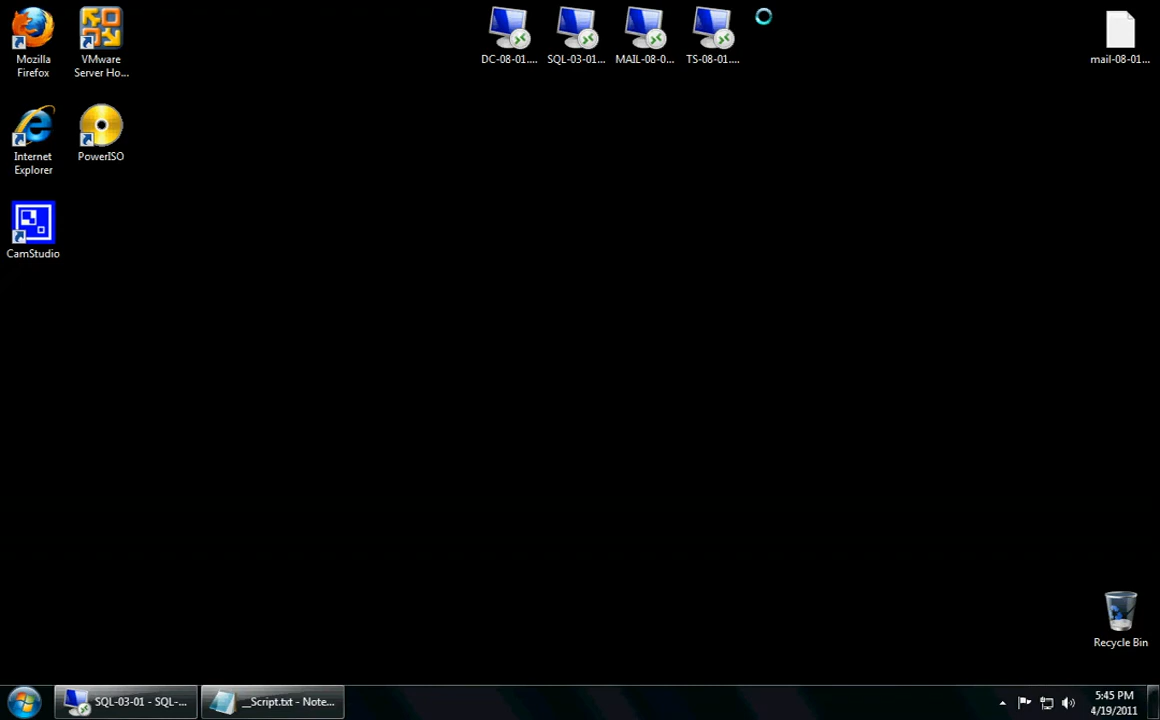 Mozilla
Firefox
VMware
Server Ho...
DC-08-01....
SQL-03-01...
MAIL-08-0...
TS-08-01....
mail-08-01...
Internet
Explorer
PowerISO
CamStudio
Recycle Bin
SQL-03-01 - SQL-...
__Script.txt - Note...
5:45 PM
4/19/2011